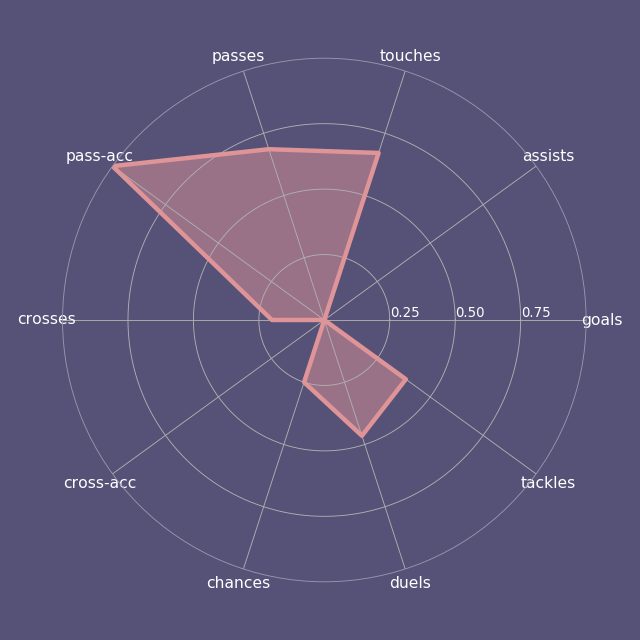 passes
touches
pass-acc
assists
0.25
0.50
0.75
crosses
goals
cross-acc
tackles
chances
duels